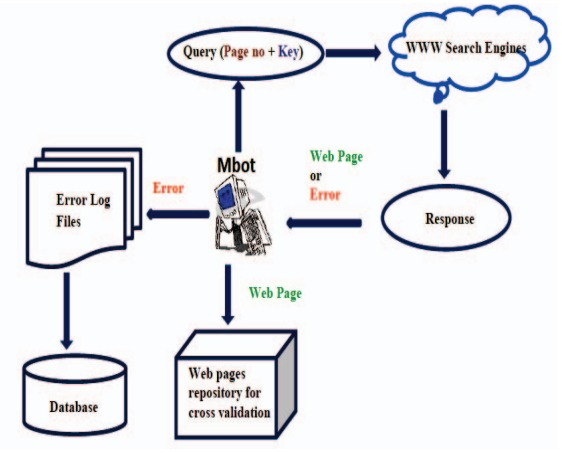 Query (Page no + Key)
WWW Search Engines
Mbot
Web Page
or
Error
Error
Error Log
Files
Response
Web Page
Database
Web pages
repository for
cross validation